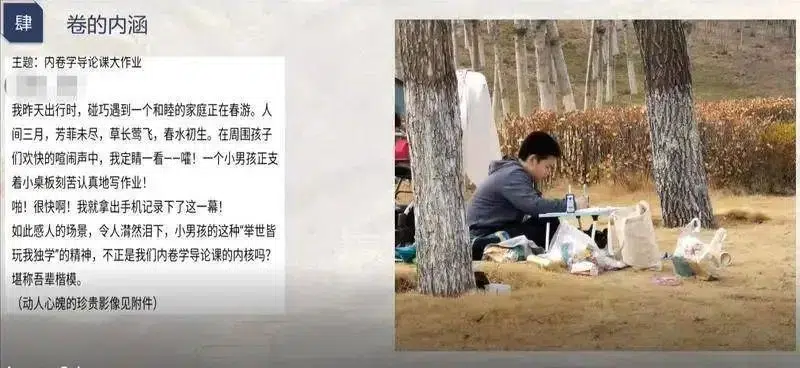 肆
卷的内涵
主题：内卷学导论课大作业
我昨天出行时，碰巧遇到一个和睦的家庭正在春游。人
间三月，芳菲未尽，草长莺飞，春水初生。在周围孩子
们欢快的喧闹声中，我定睛一看——嚯！一个小男孩正支
着小桌板刻苦认真地写作业！
啪！很快啊！我就拿出手机记录下了这一幕！
如此感人的场景，令人潸然泪下，小男孩的这种“举世皆
玩我独学”的精神，不正是我们内卷学导论课的内核吗？
堪称吾辈楷模。
（动人心魄的珍贵影像见附件）